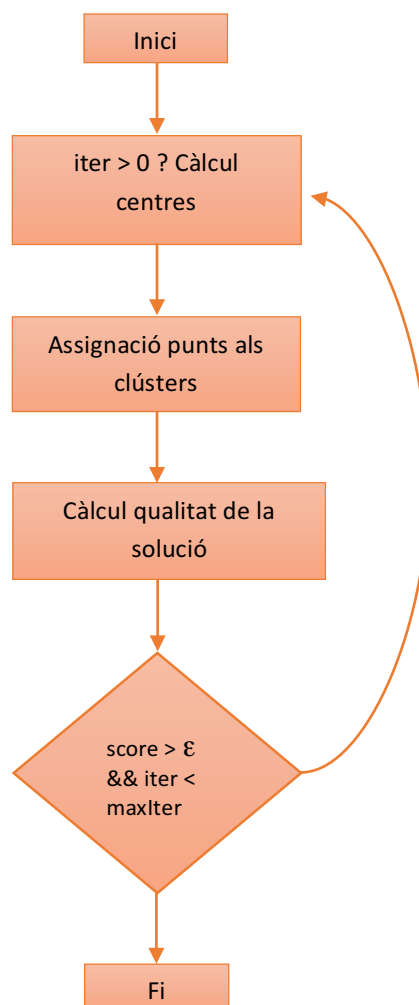 Inici
iter > 0 ? Càlcul
centres
Assignació punts als
clústers
Càlcul qualitat de la
solució
score > ε
&& iter <
maxIter
Fi